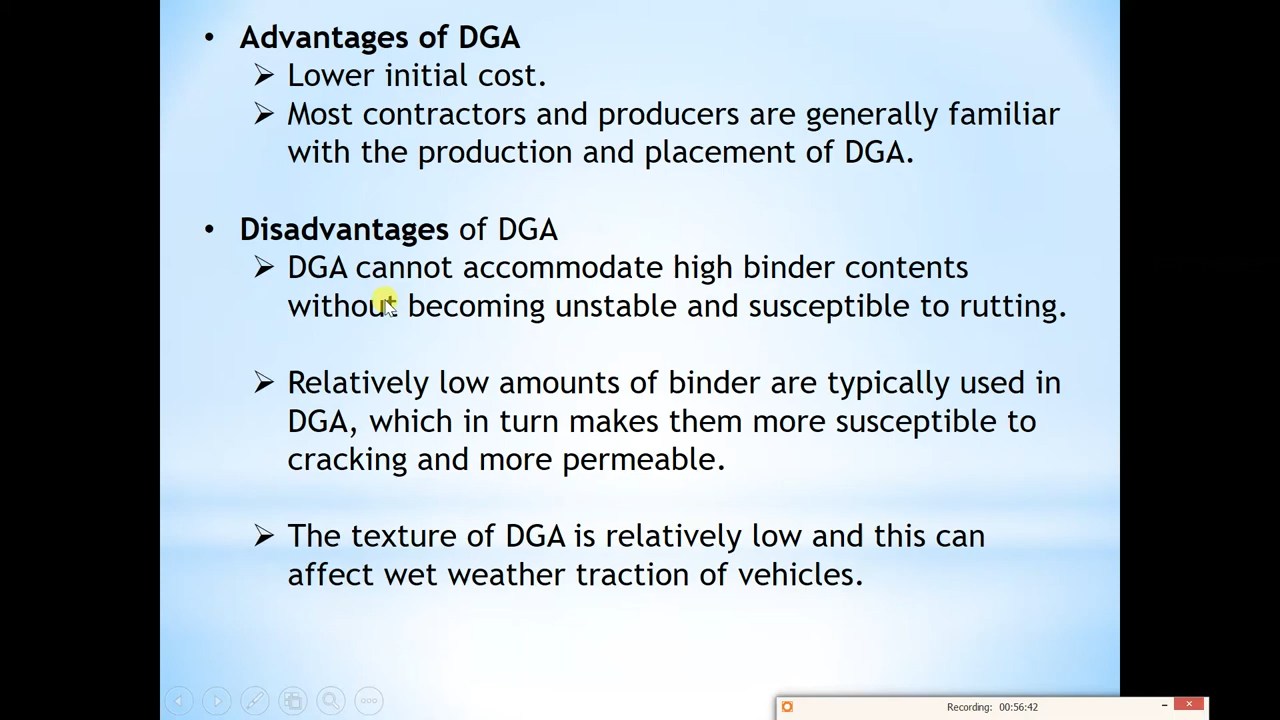 • Advantages of DGA
➢ Lower initial cost.
➢ Most contractors and producers are generally familiar
with the production and placement of DGA.
• Disadvantages of DGA
➢ DGA cannot accommodate high binder contents
without becoming unstable and susceptible to rutting.
➢ Relatively low amounts of binder are typically used in
DGA, which in turn makes them more susceptible to
cracking and more permeable.
➢ The texture of DGA is relatively low and this can
affect wet weather traction of vehicles.
Recording: 00:56:42